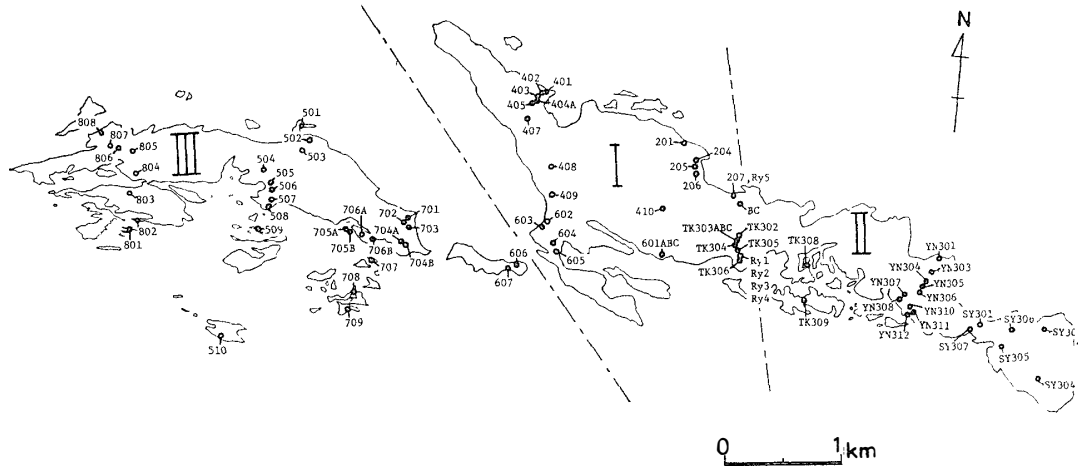 N
402
401
403
405
404A
407
408
409
410
I
201
204
205
206
207, Ry5
BC
602
603
604
605
601ABC
606
607
TK302
TK303ABC
TK304
TK305
TK306
Ry1
Ry2
Ry3
Ry4
TK308
TK309
II
YN301
YN303
YN304
YN305
YN306
YN307
YN308
YN310
YN311
YN312
SY301
SY305
SY307
SY304
501
502
503
504
505
506
507
508
509
510
III
808
807
806
805
804
803
802
801
701
702
703
704A
704B
705A
705B
706A
706B
707
708
709
0
1 km